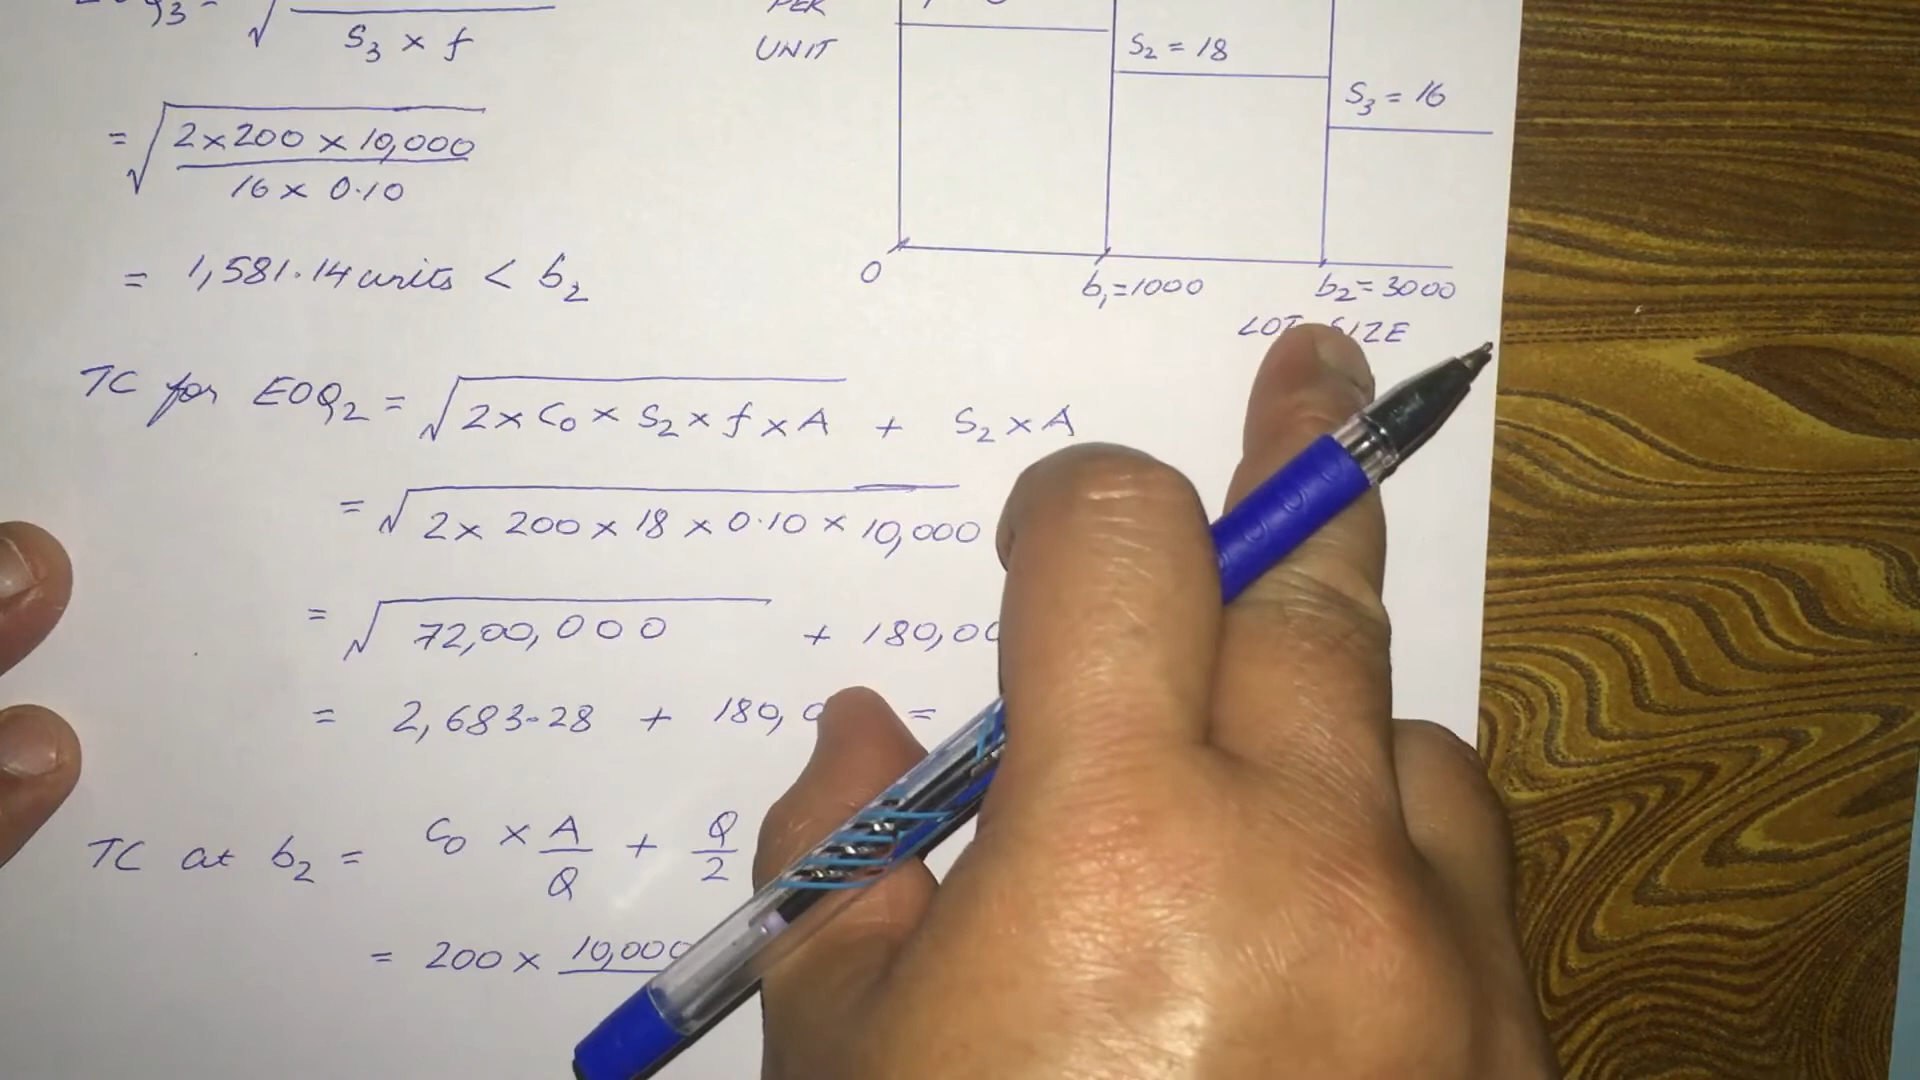 S3 × f
= √ 2×200 × 10,000
16 × 0.10
= 1,581.14 units < b2
TC for EOQ2 = √ 2 × C0 × S2 × f × A + S2 × A
= √ 2 × 200 × 18 × 0.10 × 10,000
= √ 72,00,000 + 180,00
= 2,683.28 + 180,0 =
TC at b2 = C0 × A + Q
Q 2
= 200 × 10,000
UNIT
S2 = 18
S3 = 16
0
b1=1000
b2=3000
LOT SIZE